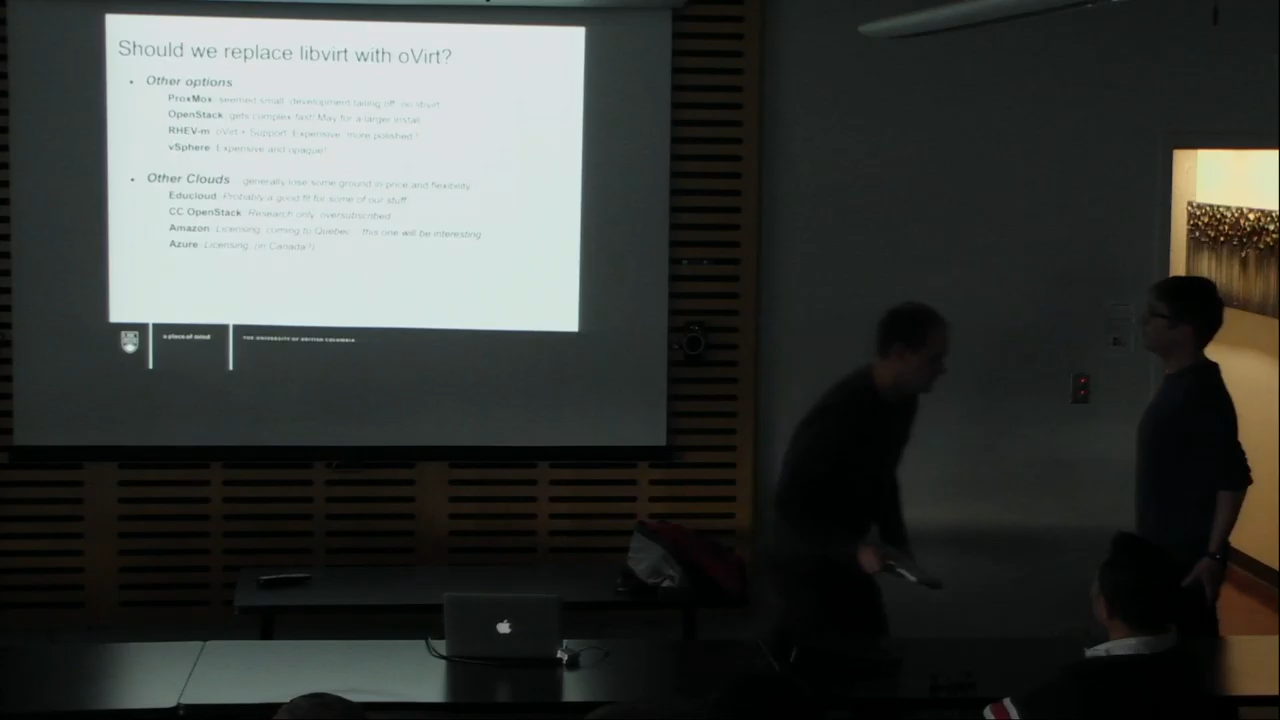 Should we replace libvirt with oVirt?
• Other options
ProxMox seemed small, development taking off, no libvirt
OpenStack gets complex fast! May for a larger install
RHEV-m oVirt + Support. Expensive, more polished?
vSphere Expensive and opaque?
• Other Clouds generally lose some ground in price and flexibility
Educloud Probably a good fit for some of our stuff
CC OpenStack Research only, oversubscribed
Amazon Licensing, coming to Quebec - this one will be interesting
Azure Licensing, (in Canada?)
a place of mind
THE UNIVERSITY OF BRITISH COLUMBIA